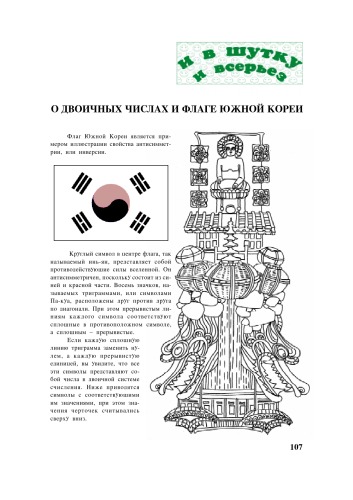 и в шутку
и всерьез
О ДВОИЧНЫХ ЧИСЛАХ И ФЛАГЕ ЮЖНОЙ КОРЕИ
Флаг Южной Кореи является при-
мером иллюстрации свойства антисиммет-
рии, или инверсии.
Круглый символ в центре флага, так
называемый инь-ян, представляет собой
противодействующие силы вселенной. Он
антисимметричен, поскольку состоит из си-
ней и красной части. Восемь значков, на-
зываемых триграммами, или символами
Па-куа, расположены друг против друга
по диагонали. При этом прерывистым ли-
ниям каждого символа соответствуют
сплошные в противоположном символе,
а сплошным – прерывистые.
Если каждую сплошную
линию триграмма заменить ну-
лем, а каждую прерывистую
единицей, вы увидите, что все
эти символы представляют со-
бой числа в двоичной системе
счисления. Ниже приводятся
символы с соответствующими
им значениями, при этом зна-
чения черточек считывались
сверху вниз.
107